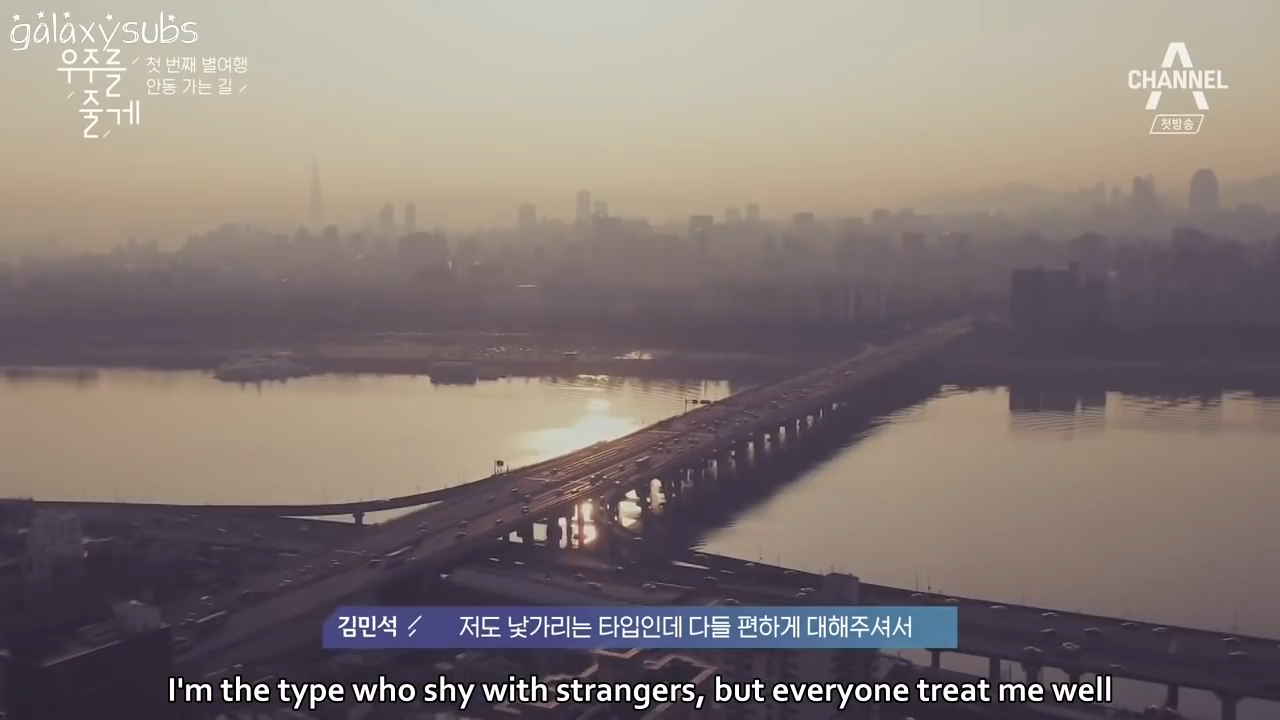 galaxysubs
우주를 줄게
첫 번째 별여행
안동 가는 길
CHANNEL A
첫방송
김민석 저도 낯가리는 타입인데 다들 편하게 대해주셔서
I'm the type who shy with strangers, but everyone treat me well